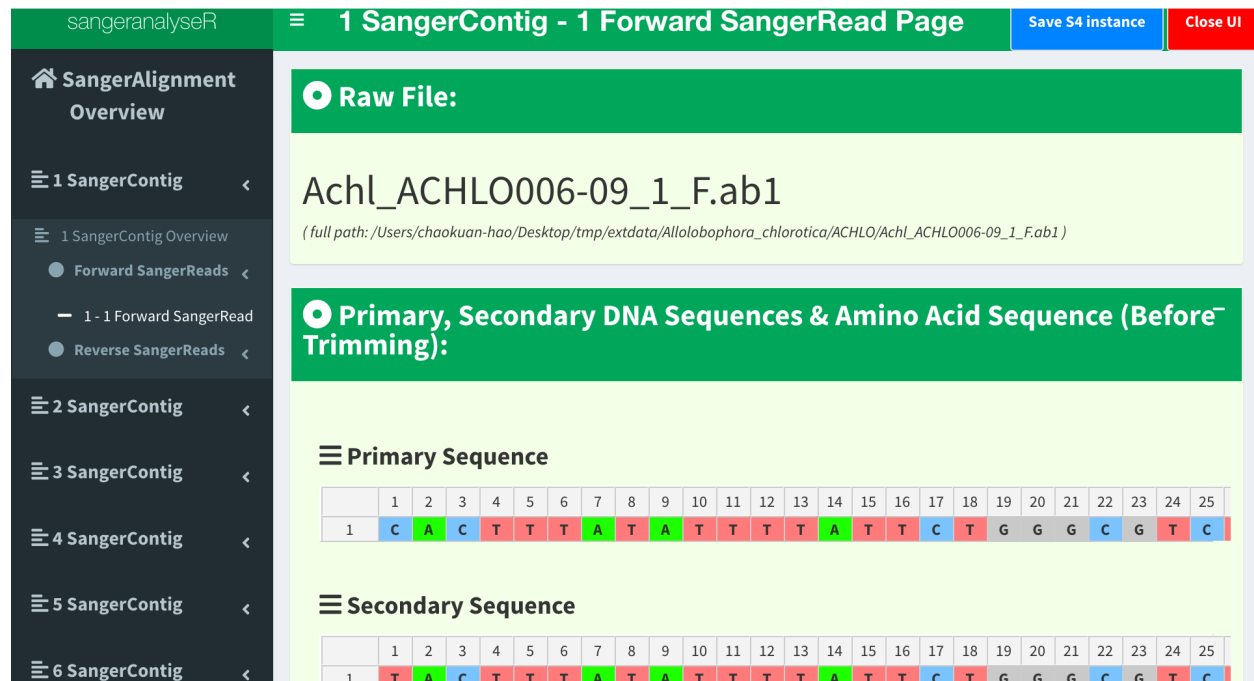 sangeranalyseR
1 SangerContig - 1 Forward SangerRead Page
Save S4 instance
Close UI
SangerAlignment
Overview
1 SangerContig
1 SangerContig Overview
Forward SangerReads
1 - 1 Forward SangerRead
Reverse SangerReads
2 SangerContig
3 SangerContig
4 SangerContig
5 SangerContig
6 SangerContig
Raw File:
Achl_ACHLO006-09_1_F.ab1
( full path: /Users/chaokuan-hao/Desktop/tmp/extdata/Allolobophora_chlorotica/ACHLO/Achl_ACHLO006-09_1_F.ab1 )
Primary, Secondary DNA Sequences & Amino Acid Sequence (Before
Trimming):
Primary Sequence
1 2 3 4 5 6 7 8 9 10 11 12 13 14 15 16 17 18 19 20 21 22 23 24 25
1 C A C T T T A T A T T T T A T T C T G G G C G T C
Secondary Sequence
1 2 3 4 5 6 7 8 9 10 11 12 13 14 15 16 17 18 19 20 21 22 23 24 25
1 T A C T T T A T A T T T T A T T C T G G G C G T C